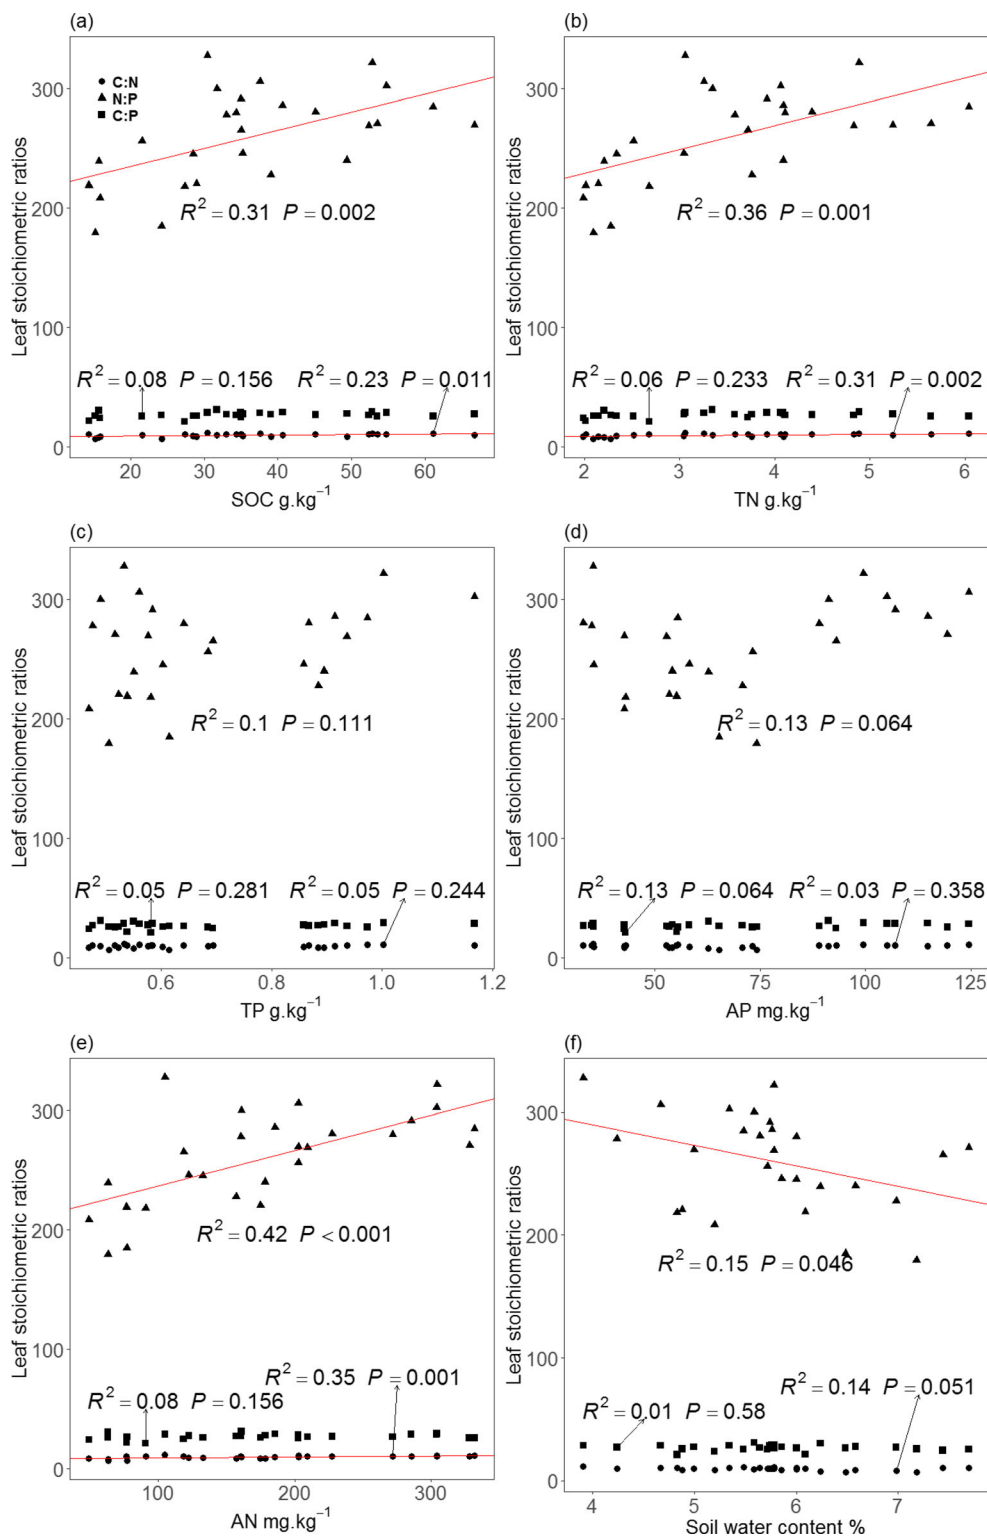 (a)
Leaf stoichiometric ratios
300
200
100
0
C:N
N:P
C:P
R² = 0.31 P = 0.002
R² = 0.08 P = 0.156
R² = 0.23 P = 0.011
20 30 40 50 60
SOC g.kg⁻¹
(b)
Leaf stoichiometric ratios
300
200
100
0
R² = 0.36 P = 0.001
R² = 0.06 P = 0.233
R² = 0.31 P = 0.002
2 3 4 5 6
TN g.kg⁻¹
(c)
Leaf stoichiometric ratios
300
200
100
0
R² = 0.1 P = 0.111
R² = 0.05 P = 0.281
R² = 0.05 P = 0.244
0.6 0.8 1.0 1.2
TP g.kg⁻¹
(d)
Leaf stoichiometric ratios
300
200
100
0
R² = 0.13 P = 0.064
R² = 0.13 P = 0.064
R² = 0.03 P = 0.358
50 75 100 125
AP mg.kg⁻¹
(e)
Leaf stoichiometric ratios
300
200
100
0
R² = 0.42 P < 0.001
R² = 0.35 P = 0.001
R² = 0.08 P = 0.156
100 200 300
AN mg.kg⁻¹
(f)
Leaf stoichiometric ratios
300
200
100
0
R² = 0.15 P = 0.046
R² = 0.14 P = 0.051
R² = 0.01 P = 0.58
4 5 6 7
Soil water content %